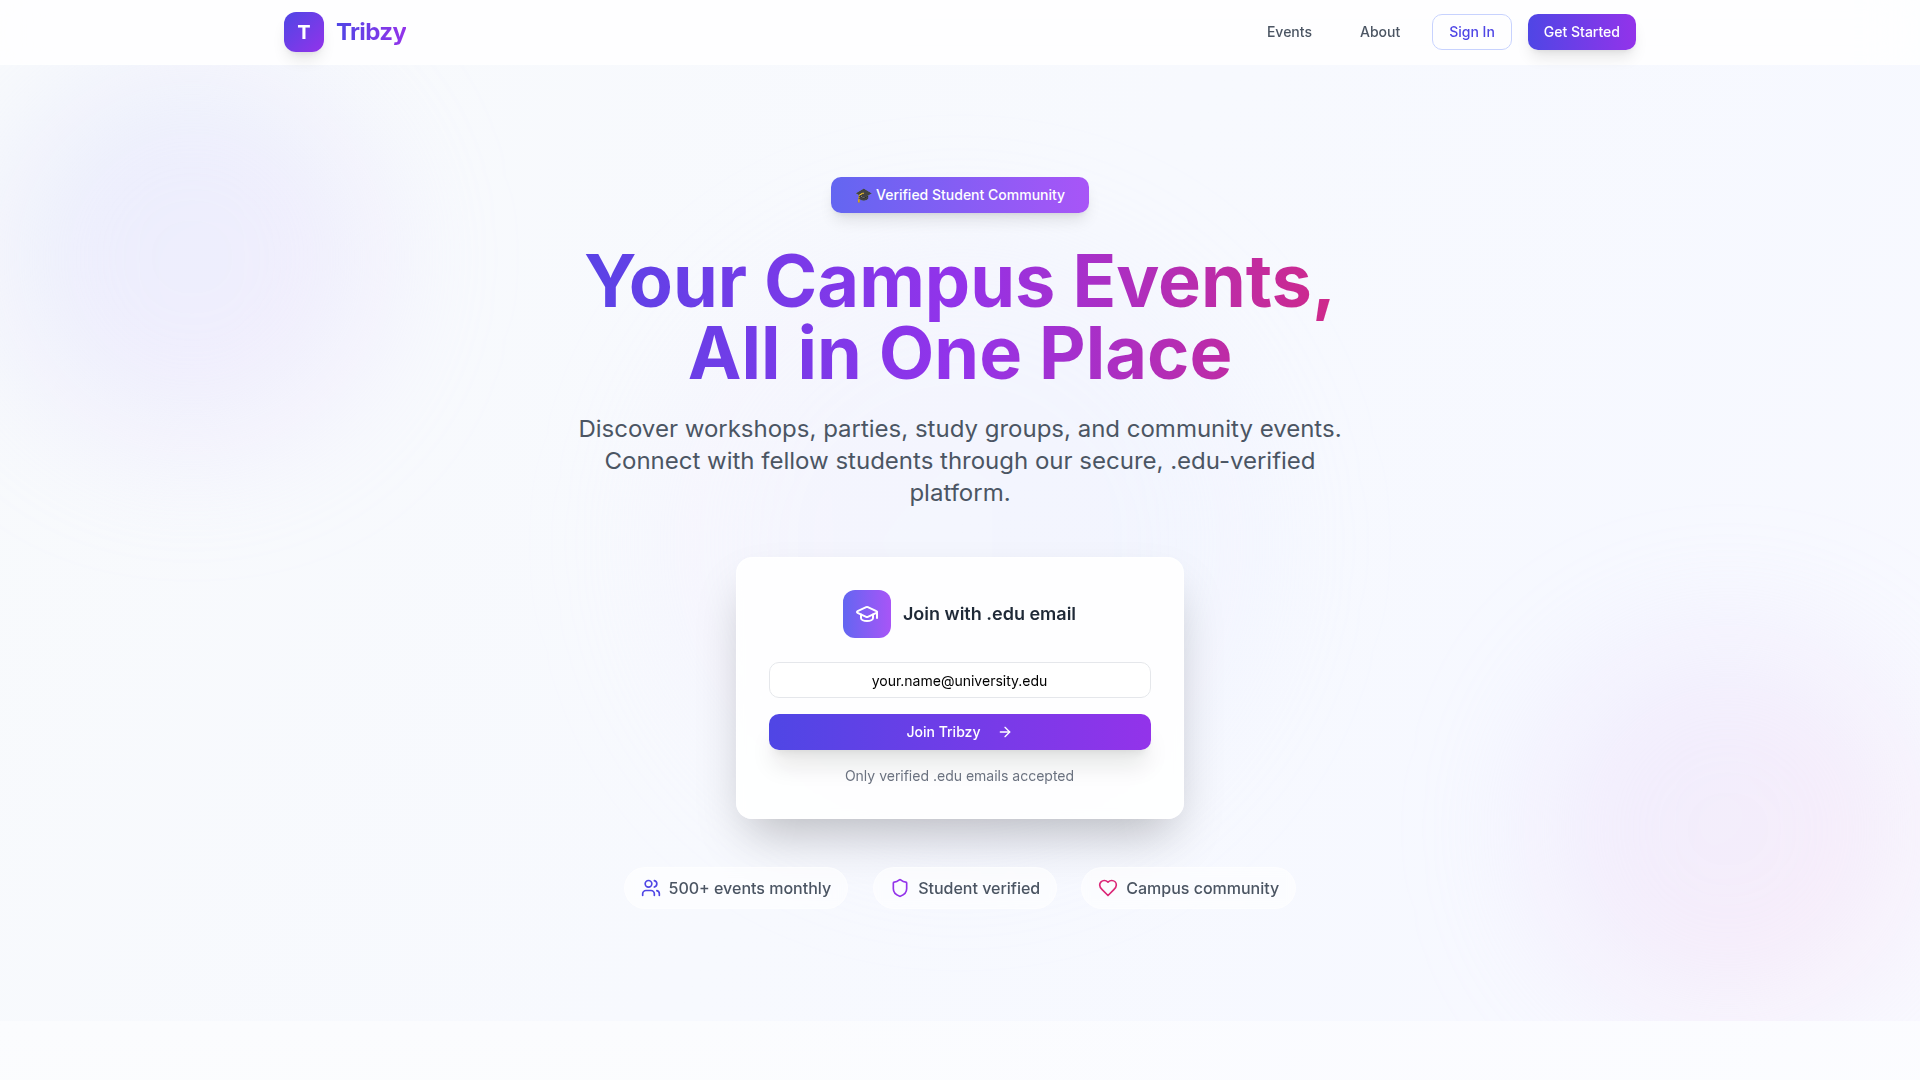 T
Tribzy
Events
About
Sign In
Get Started
🎓 Verified Student Community
Your Campus Events,
All in One Place
Discover workshops, parties, study groups, and community events.
Connect with fellow students through our secure, .edu-verified
platform.
Join with .edu email
your.name@university.edu
Join Tribzy
Only verified .edu emails accepted
500+ events monthly
Student verified
Campus community